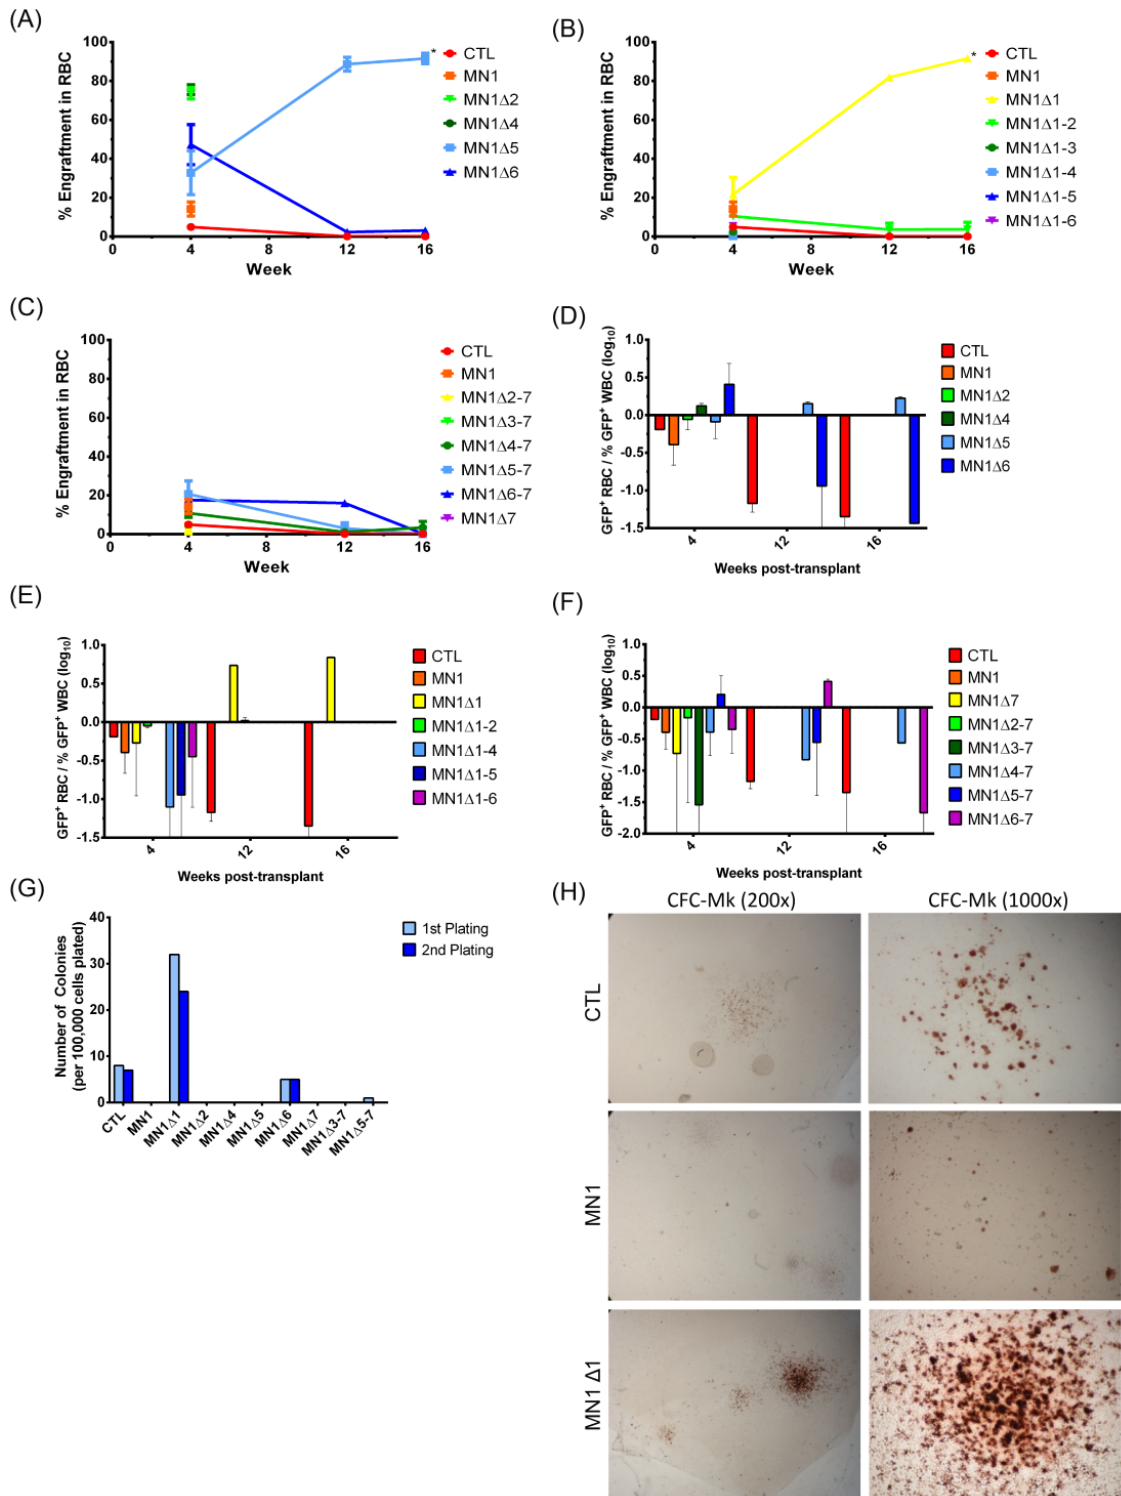 (A)
% Engraftment in RBC
100
80
60
40
20
0
0 4 8 12 16
Week
*
CTL
MN1
MN1Δ2
MN1Δ4
MN1Δ5
MN1Δ6
(B)
% Engraftment in RBC
100
80
60
40
20
0
0 4 8 12 16
Week
*
CTL
MN1
MN1Δ1
MN1Δ1-2
MN1Δ1-3
MN1Δ1-4
MN1Δ1-5
MN1Δ1-6
(C)
% Engraftment in RBC
100
80
60
40
20
0
0 4 8 12 16
Week
CTL
MN1
MN1Δ2-7
MN1Δ3-7
MN1Δ4-7
MN1Δ5-7
MN1Δ6-7
MN1Δ7
(D)
GFP⁺ RBC / % GFP⁺ WBC (log₁₀)
1.0
0.5
0.0
-0.5
-1.0
-1.5
4 12 16
Weeks post-transplant
CTL
MN1
MN1Δ2
MN1Δ4
MN1Δ5
MN1Δ6
(E)
GFP⁺ RBC / % GFP⁺ WBC (log₁₀)
1.0
0.5
0.0
-0.5
-1.0
-1.5
4 12 16
Weeks post-transplant
CTL
MN1
MN1Δ1
MN1Δ1-2
MN1Δ1-4
MN1Δ1-5
MN1Δ1-6
(F)
GFP⁺ RBC / % GFP⁺ WBC (log₁₀)
1.0
0.5
0.0
-0.5
-1.0
-1.5
-2.0
4 12 16
Weeks post-transplant
CTL
MN1
MN1Δ7
MN1Δ2-7
MN1Δ3-7
MN1Δ4-7
MN1Δ5-7
MN1Δ6-7
(G)
Number of Colonies
(per 100,000 cells plated)
40
30
20
10
0
CTL MN1 MN1Δ1 MN1Δ2 MN1Δ4 MN1Δ5 MN1Δ6 MN1Δ7 MN1Δ3-7 MN1Δ5-7
1st Plating
2nd Plating
(H)
CFC-Mk (200x) CFC-Mk (1000x)
CTL
MN1
MN1 Δ1